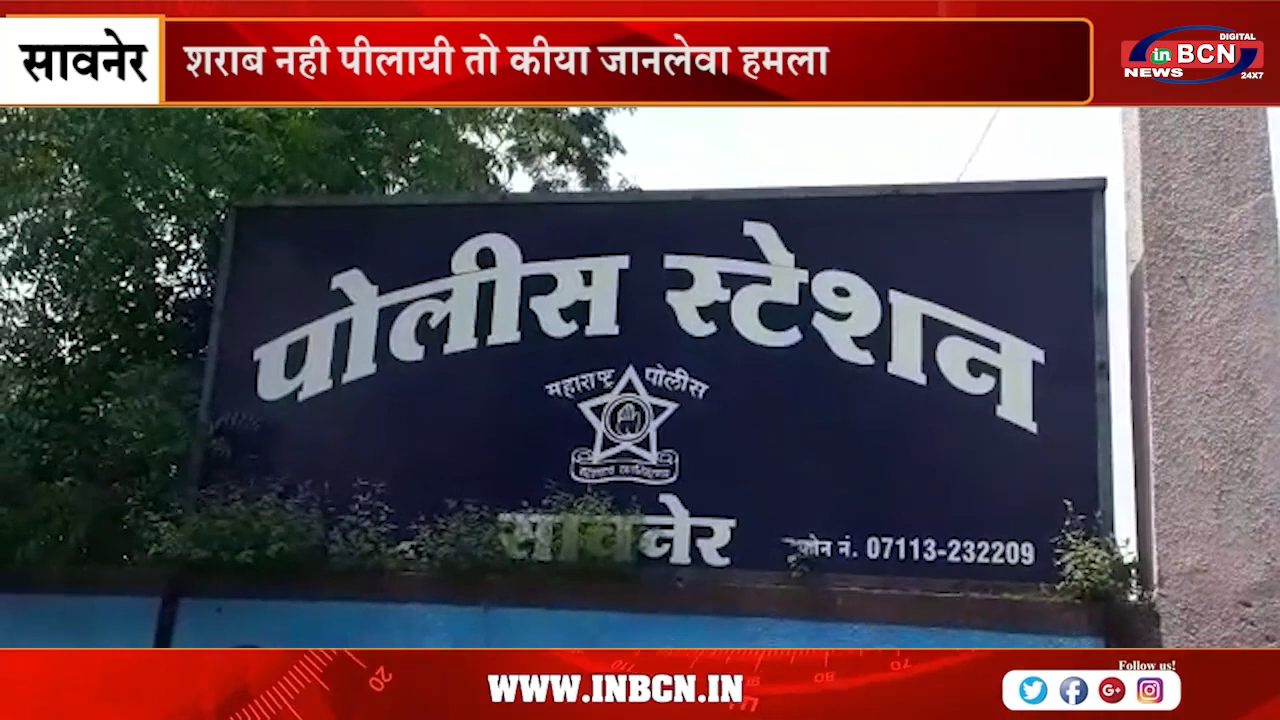 सावनेर
शराब नही पीलायी तो कीया जानलेवा हमला
DIGITAL
in BCN
NEWS 24X7
पोलीस स्टेशन
महाराष्ट्र पोलीस
सावनेर
फोन नं. 07113-232209
Follow us!
WWW.INBCN.IN